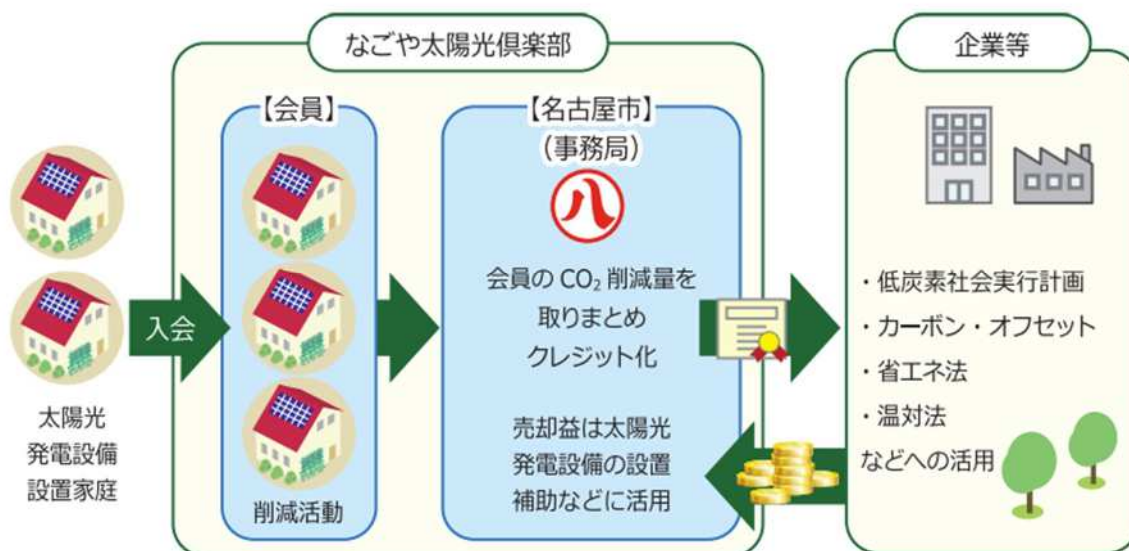 なごや太陽光倶楽部
企業等
【会員】
【名古屋市】
（事務局）
八
会員の CO₂ 削減量を
取りまとめ
クレジット化
入会
太陽光
発電設備
設置家庭
削減活動
売却益は太陽光
発電設備の設置
補助などに活用
・低炭素社会実行計画
・カーボン・オフセット
・省エネ法
・温対法
などへの活用